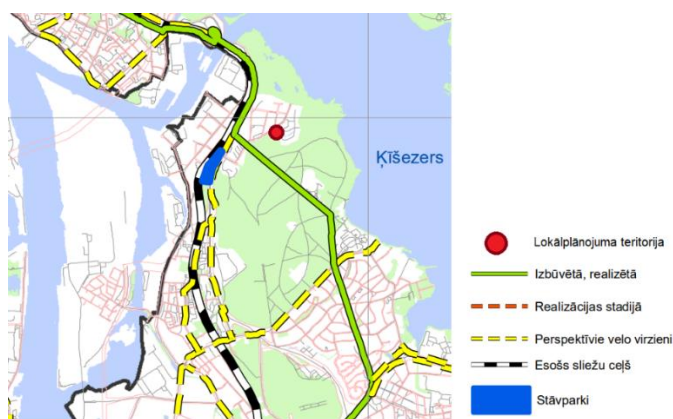 Ķīšezers
Lokālplānojuma teritorija
Izbūvētā, realizētā
Realizācijas stadijā
Perspektīvie velo virzieni
Esošs sliežu ceļš
Stāvparki